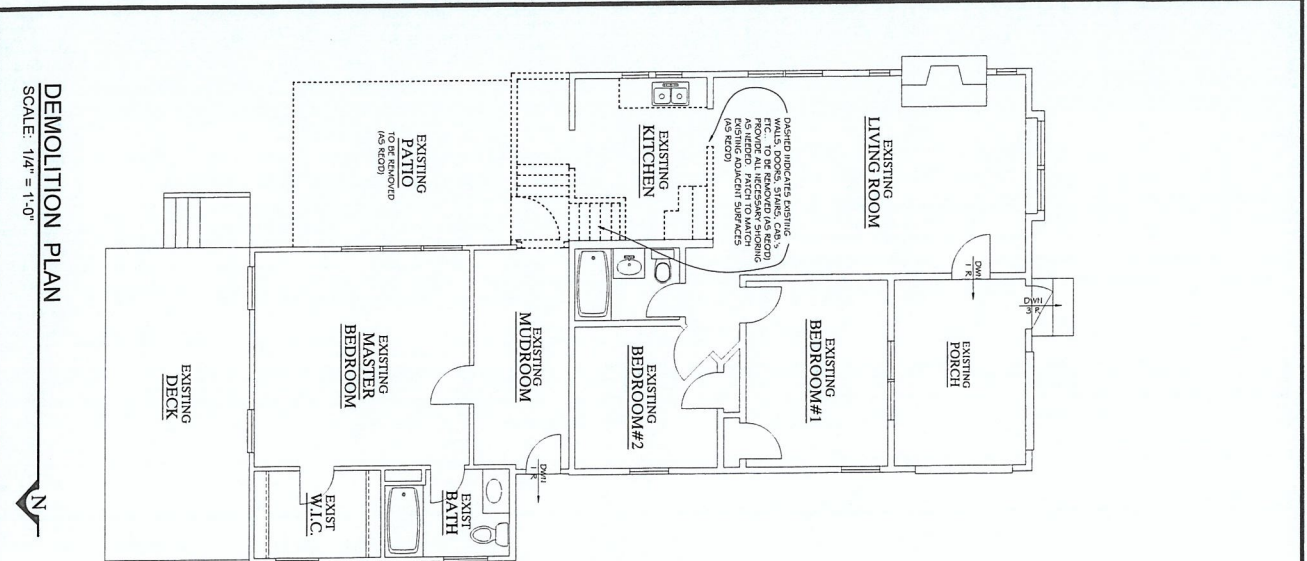 DEMOLITION PLAN
SCALE: 1/4" = 1'-0"
N
EXISTING
LIVING ROOM
DASHED INDICATES EXISTING
WALLS, DOORS, STAIRS, CAB.'s
ETC... TO BE REMOVED (AS REQ'D)
PROVIDE ALL NECESSARY SHORING
AS NEEDED. PATCH TO MATCH
EXISTING ADJACENT SURFACES
(AS REQ'D)
EXISTING
KITCHEN
EXISTING
PATIO
TO BE REMOVED
(AS REQ'D)
DWN
1 R
DWN
3 R
EXISTING
PORCH
EXISTING
BEDROOM#1
EXISTING
BEDROOM#2
EXISTING
MUDROOM
EXISTING
MASTER
BEDROOM
EXISTING
DECK
DWN
1 R
EXIST
BATH
EXIST
W.I.C.